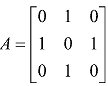 A = [0 1 0
1 0 1
0 1 0]